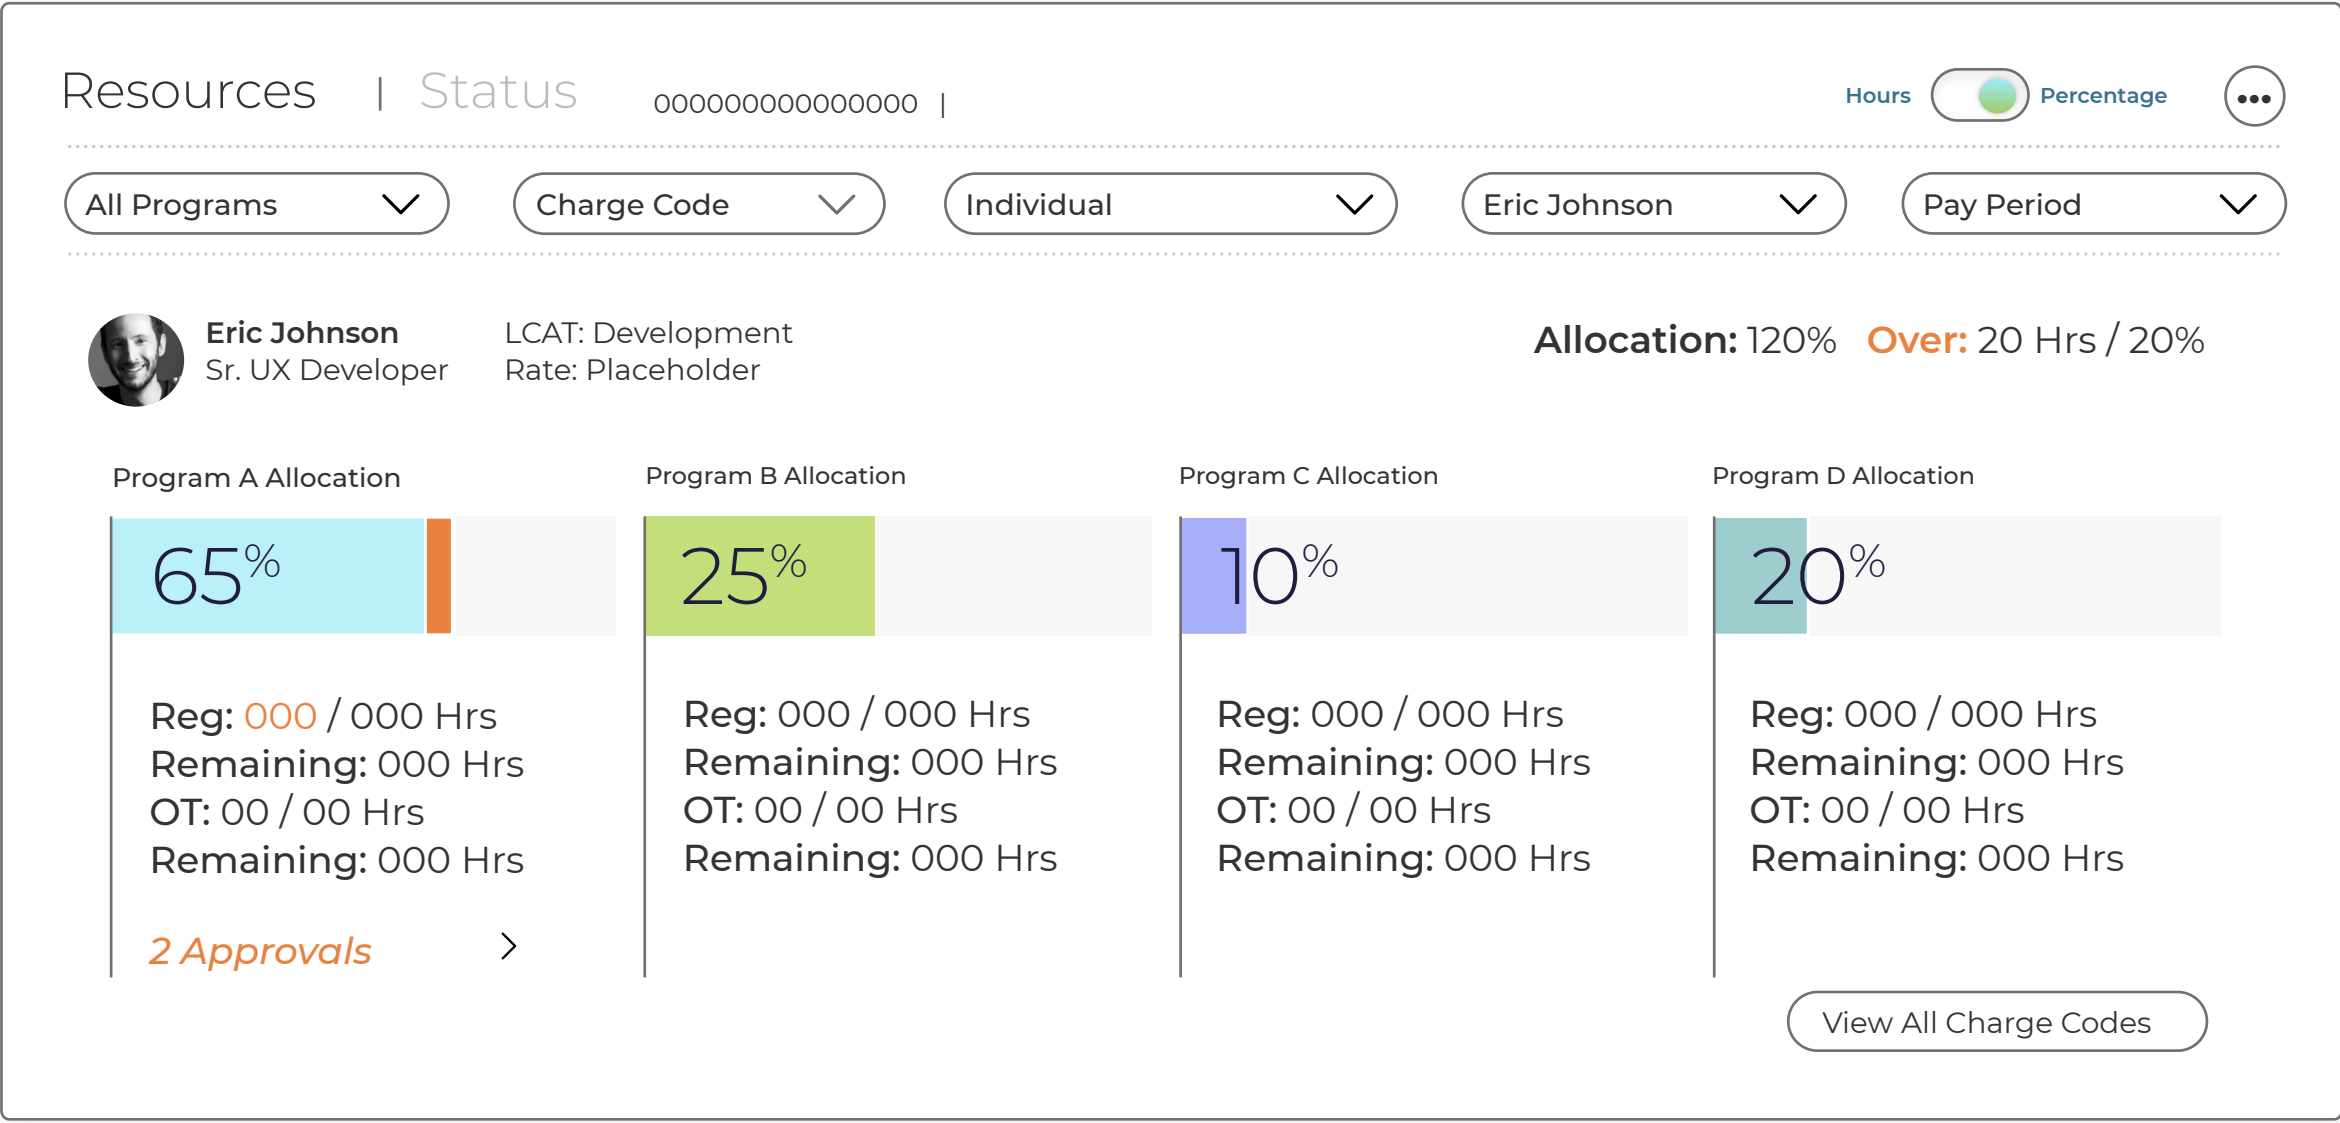 Resources | Status 000000000000000 | Hours Percentage
All Programs Charge Code Individual Eric Johnson Pay Period
Eric Johnson LCAT: Development
Sr. UX Developer Rate: Placeholder
Allocation: 120% Over: 20 Hrs / 20%
Program A Allocation
65%
Reg: 000 / 000 Hrs
Remaining: 000 Hrs
OT: 00 / 00 Hrs
Remaining: 000 Hrs
2 Approvals
Program B Allocation
25%
Reg: 000 / 000 Hrs
Remaining: 000 Hrs
OT: 00 / 00 Hrs
Remaining: 000 Hrs
Program C Allocation
10%
Reg: 000 / 000 Hrs
Remaining: 000 Hrs
OT: 00 / 00 Hrs
Remaining: 000 Hrs
Program D Allocation
20%
Reg: 000 / 000 Hrs
Remaining: 000 Hrs
OT: 00 / 00 Hrs
Remaining: 000 Hrs
View All Charge Codes